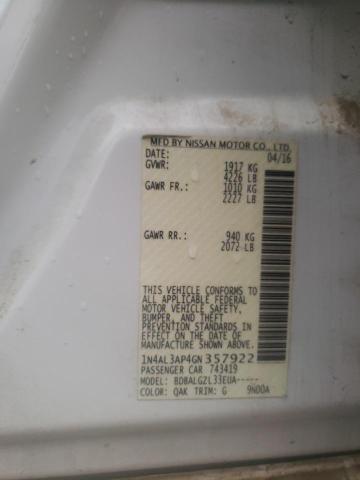 MFD BY NISSAN MOTOR CO., LTD.
DATE: 04/16
GVWR: 1917 KG
4226 LB
GAWR FR.: 1010 KG
2227 LB
GAWR RR.: 940 KG
2072 LB
THIS VEHICLE CONFORMS TO
ALL APPLICABLE FEDERAL
MOTOR VEHICLE SAFETY,
BUMPER, AND THEFT
PREVENTION STANDARDS IN
EFFECT ON THE DATE OF
MANUFACTURE SHOWN ABOVE.
1N4AL3AP4GN357922
PASSENGER CAR 743419
MODEL: BDBALGZL33EUA-----
COLOR: QAK TRIM: G 9N00A